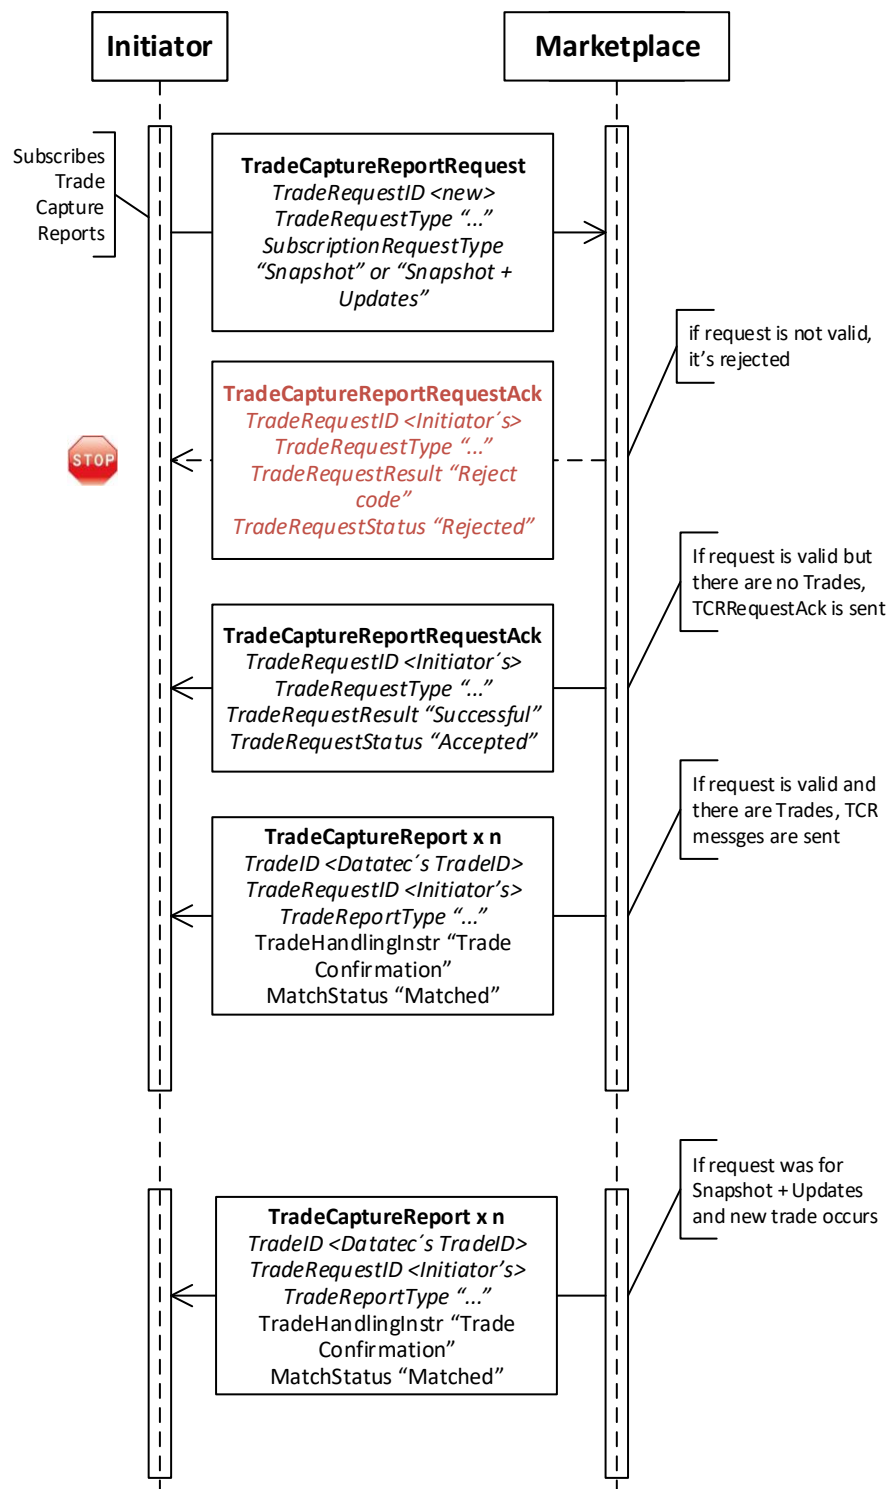 Initiator
Marketplace
Subscribes
Trade
Capture
Reports
TradeCaptureReportRequest
TradeRequestID <new>
TradeRequestType “...”
SubscriptionRequestType
“Snapshot” or “Snapshot +
Updates”
if request is not valid,
it’s rejected
TradeCaptureReportRequestAck
TradeRequestID <Initiator´s>
TradeRequestType “...”
TradeRequestResult “Reject
code”
TradeRequestStatus “Rejected”
STOP
If request is valid but
there are no Trades,
TCRRequestAck is sent
TradeCaptureReportRequestAck
TradeRequestID <Initiator´s>
TradeRequestType “...”
TradeRequestResult “Successful”
TradeRequestStatus “Accepted”
If request is valid and
there are Trades, TCR
messges are sent
TradeCaptureReport x n
TradeID <Datatec´s TradeID>
TradeRequestID <Initiator’s>
TradeReportType “...”
TradeHandlingInstr “Trade
Confirmation”
MatchStatus “Matched”
If request was for
Snapshot + Updates
and new trade occurs
TradeCaptureReport x n
TradeID <Datatec´s TradeID>
TradeRequestID <Initiator’s>
TradeReportType “...”
TradeHandlingInstr “Trade
Confirmation”
MatchStatus “Matched”